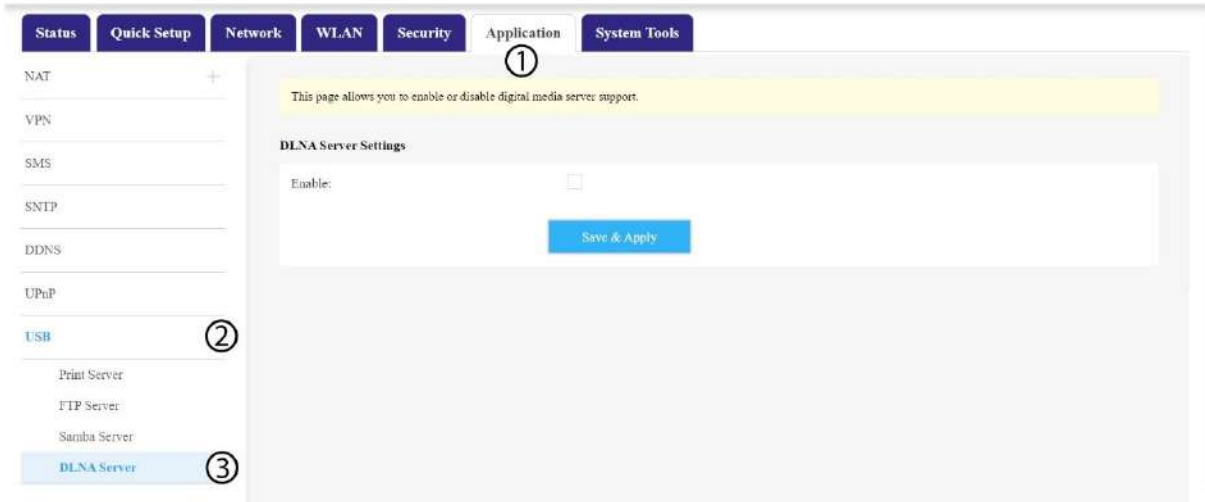 Status Quick Setup Network WLAN Security Application System Tools
①
NAT +
This page allows you to enable or disable digital media server support.
VPN
DLNA Server Settings
SMS
Enable:
SNTP
Save & Apply
DDNS
UPnP
USB ②
Print Server
FTP Server
Samba Server
DLNA Server ③